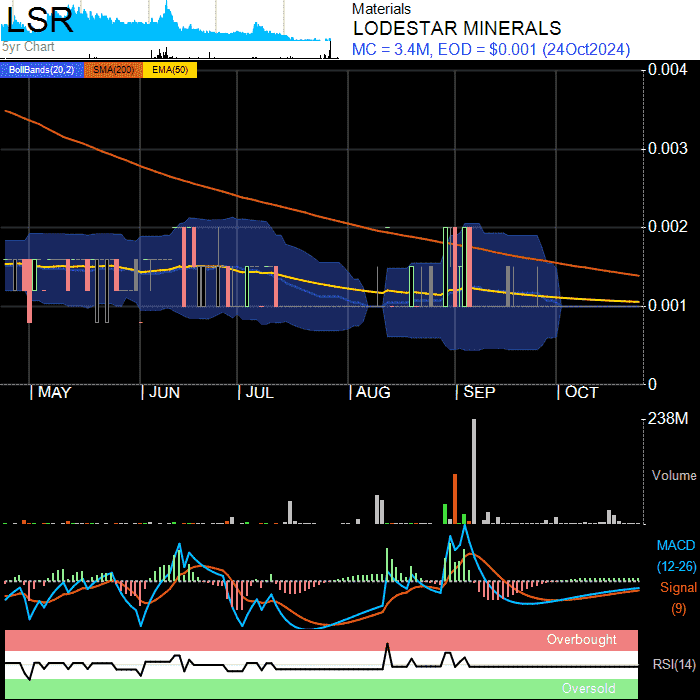 LSR
5yr Chart
Materials
LODESTAR MINERALS
MC = 3.4M, EOD = $0.001 (24Oct2024)
BollBands(20,2) SMA(200) EMA(50)
0.004
0.003
0.002
0.001
0
MAY JUN JUL AUG SEP OCT
238M
Volume
MACD
(12-26)
Signal
(9)
Overbought
RSI(14)
Oversold